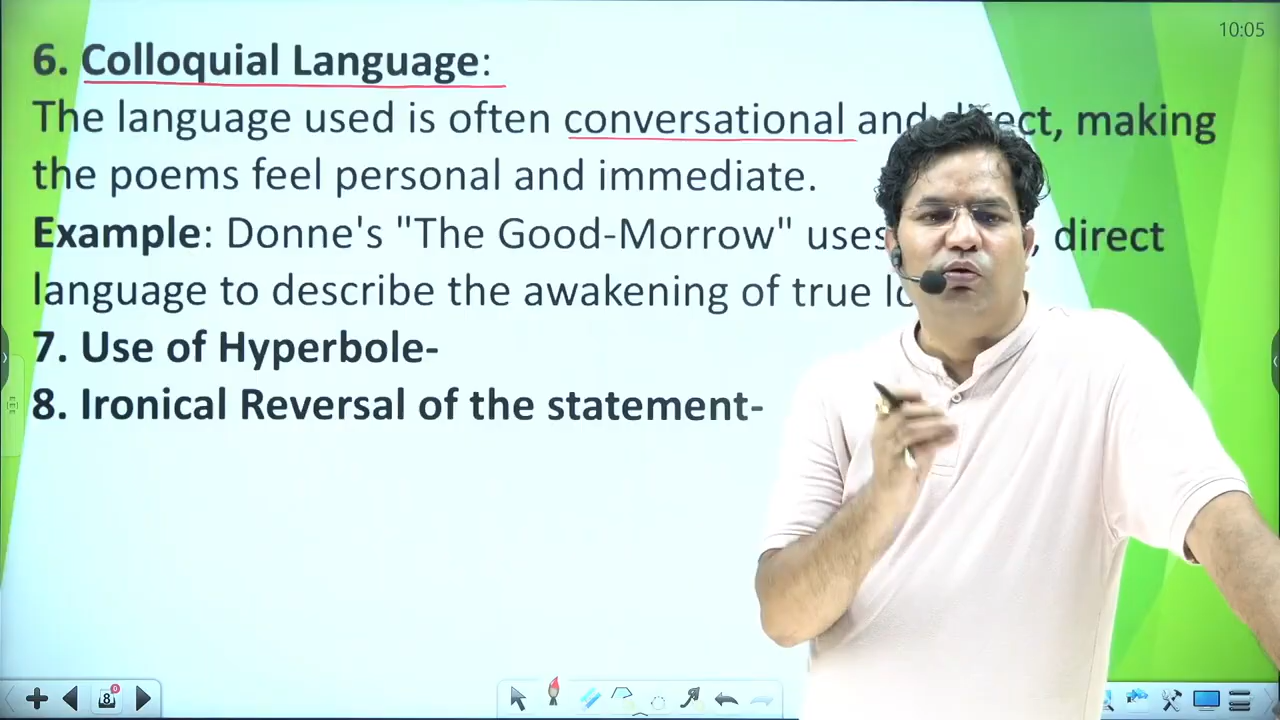 10:05
6. Colloquial Language:
The language used is often conversational and direct, making
the poems feel personal and immediate.
Example: Donne's "The Good-Morrow" uses , direct
language to describe the awakening of true
7. Use of Hyperbole-
8. Ironical Reversal of the statement-
8
0